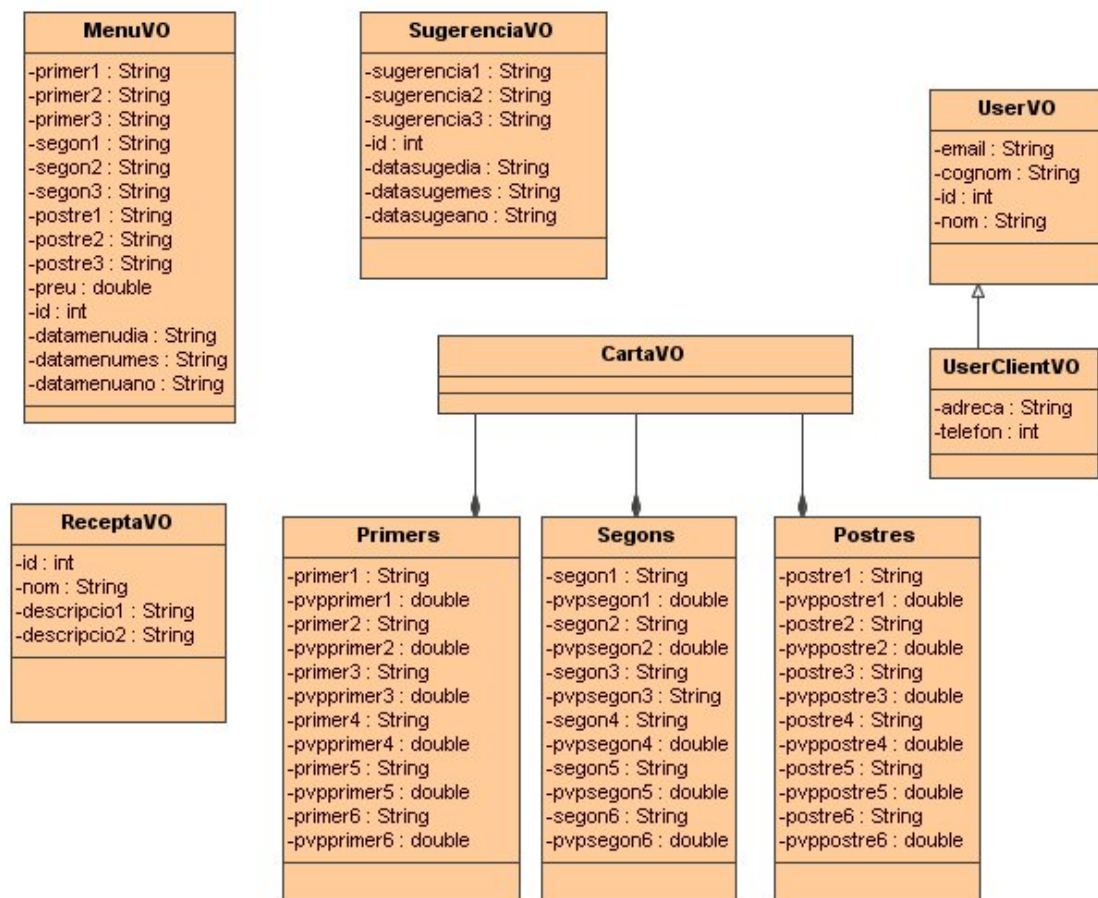 MenuVO
-primer1 : String
-primer2 : String
-primer3 : String
-segon1 : String
-segon2 : String
-segon3 : String
-postre1 : String
-postre2 : String
-postre3 : String
-preu : double
-id : int
-datamenudia : String
-datamenumes : String
-datamenuano : String
SugerenciaVO
-sugerencia1 : String
-sugerencia2 : String
-sugerencia3 : String
-id : int
-datasugedia : String
-datasugemes : String
-datasugeano : String
UserVO
-email : String
-cognom : String
-id : int
-nom : String
CartaVO
UserClientVO
-adreca : String
-telefon : int
ReceptaVO
-id : int
-nom : String
-descripcio1 : String
-descripcio2 : String
Primers
-primer1 : String
-pvpprimer1 : double
-primer2 : String
-pvpprimer2 : double
-primer3 : String
-pvpprimer3 : double
-primer4 : String
-pvpprimer4 : double
-primer5 : String
-pvpprimer5 : double
-primer6 : String
-pvpprimer6 : double
Segons
-segon1 : String
-pvpsegon1 : double
-segon2 : String
-pvpsegon2 : double
-segon3 : String
-pvpsegon3 : String
-segon4 : String
-pvpsegon4 : double
-segon5 : String
-pvpsegon5 : double
-segon6 : String
-pvpsegon6 : double
Postres
-postre1 : String
-pvppostre1 : double
-postre2 : String
-pvppostre2 : double
-postre3 : String
-pvppostre3 : double
-postre4 : String
-pvppostre4 : double
-postre5 : String
-pvppostre5 : double
-postre6 : String
-pvppostre6 : double